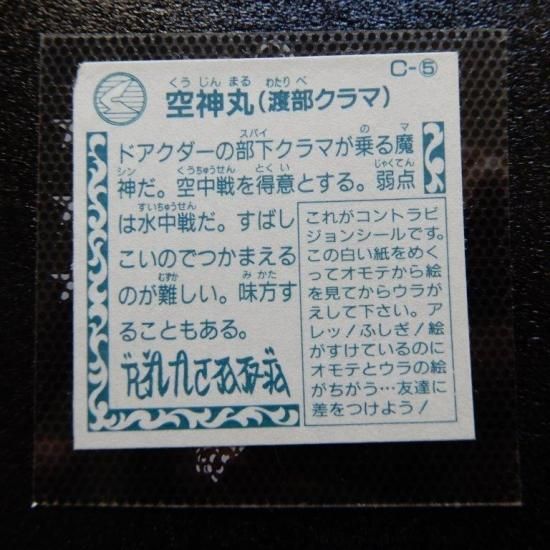 C-⑤
くうじんまる わたりべ
空神丸(渡部クラマ)
スパイ の マ
ドアクダーの部下クラマが乗る魔
シン くうちゅうせん とくい じゃくてん
神だ。空中戦を得意とする。弱点
すいちゅうせん
は水中戦だ。すばし
こいのでつかまえる
むずか みかた
のが難しい。味方す
ることもある。
これがコントラビ
ジョンシールです。
この白い紙をめく
ってオモテから絵
を見てからウラが
えして下さい。ア
レッ!ふしぎ!絵
がすけているのに
オモテとウラの絵
がちがう…友達に
差をつけよう!